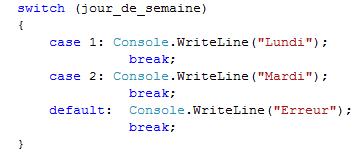 switch (jour_de_semaine)
{
    case 1: Console.WriteLine("Lundi");
              break;
    case 2: Console.WriteLine("Mardi");
              break;
    default:  Console.WriteLine("Erreur");
              break;
}